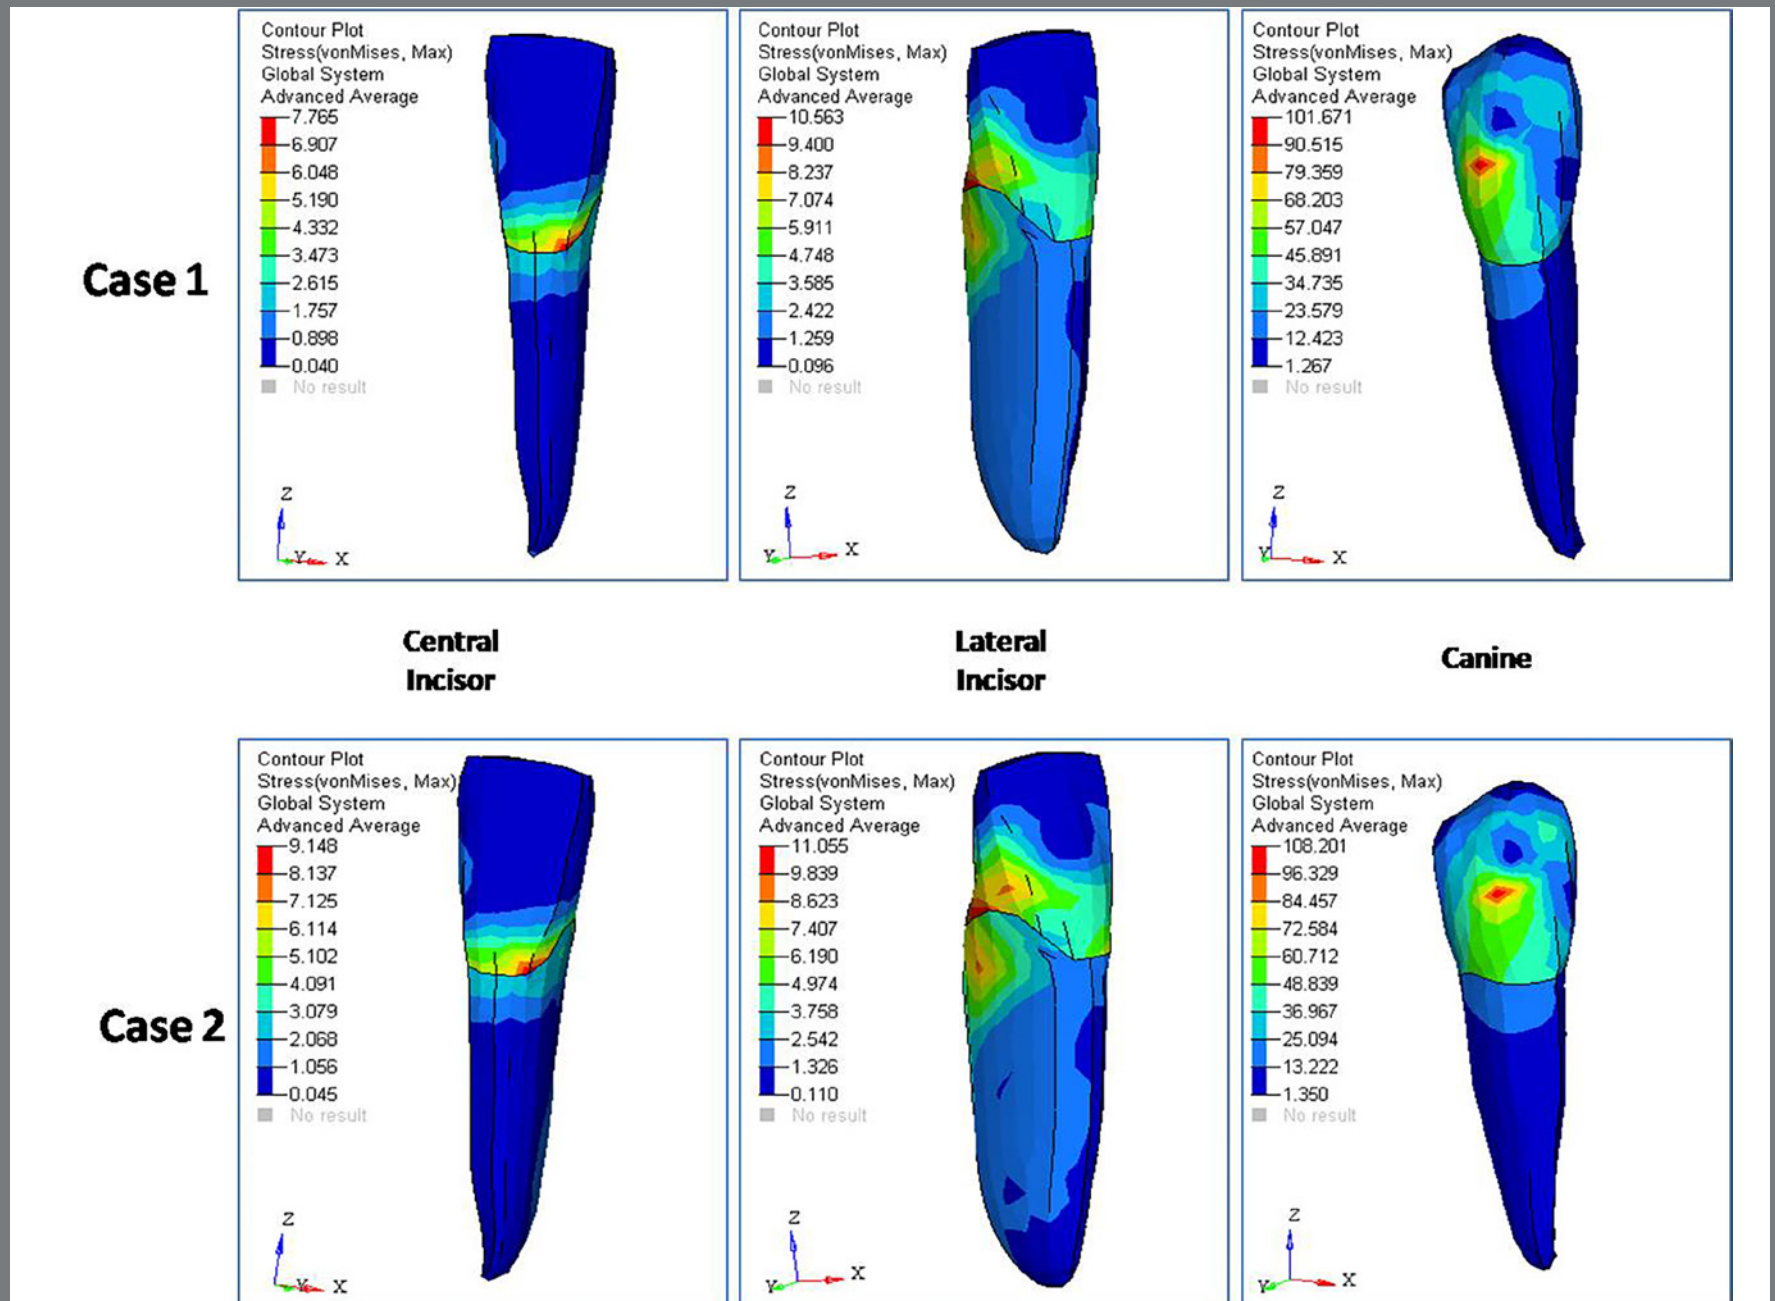 Case 1
Contour Plot
Stress(vonMises, Max)
Global System
Advanced Average
7.765
6.907
6.048
5.190
4.332
3.473
2.615
1.757
0.898
0.040
No result
Z
Y
X
Contour Plot
Stress(vonMises, Max)
Global System
Advanced Average
10.563
9.400
8.237
7.074
5.911
4.748
3.585
2.422
1.259
0.096
No result
Z
Y
X
Contour Plot
Stress(vonMises, Max)
Global System
Advanced Average
101.671
90.515
79.359
68.203
57.047
45.891
34.735
23.579
12.423
1.267
No result
Z
Y
X
Central
Incisor
Lateral
Incisor
Canine
Case 2
Contour Plot
Stress(vonMises, Max)
Global System
Advanced Average
9.148
8.137
7.125
6.114
5.102
4.091
3.079
2.068
1.056
0.045
No result
Z
Y
X
Contour Plot
Stress(vonMises, Max)
Global System
Advanced Average
11.055
9.839
8.623
7.407
6.190
4.974
3.758
2.542
1.326
0.110
No result
Z
Y
X
Contour Plot
Stress(vonMises, Max)
Global System
Advanced Average
108.201
96.329
84.457
72.584
60.712
48.839
36.967
25.094
13.222
1.350
No result
Z
Y
X